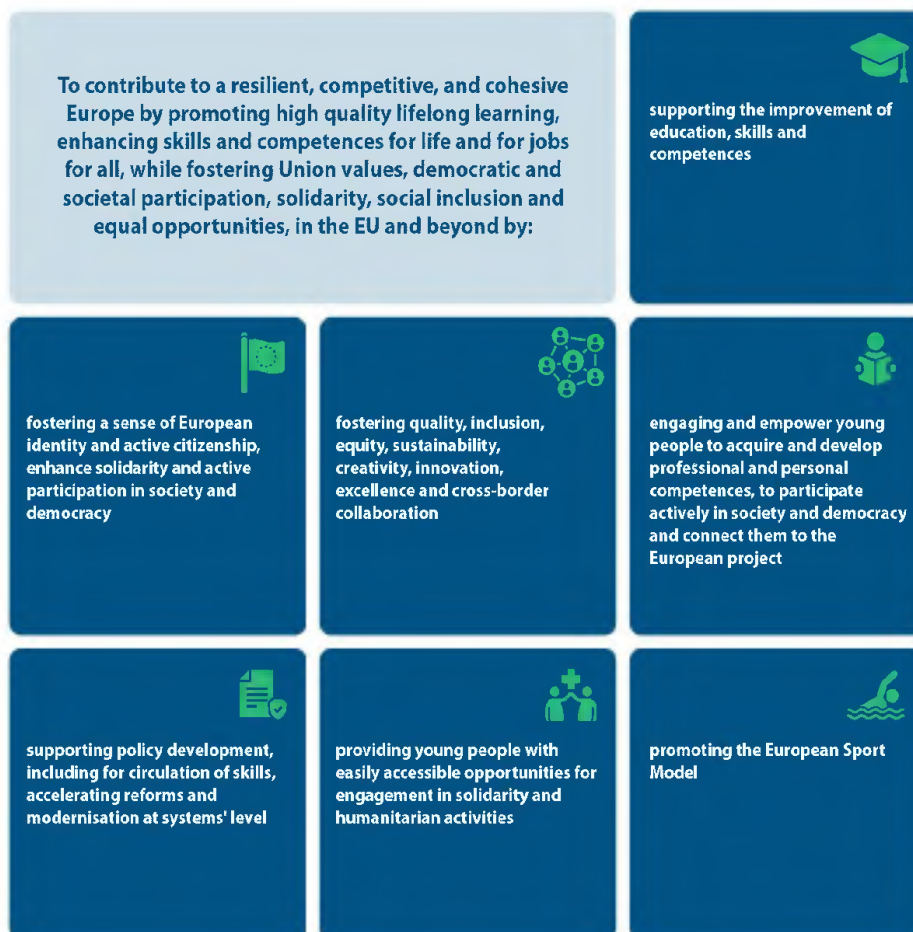 To contribute to a resilient, competitive, and cohesive
Europe by promoting high quality lifelong learning,
enhancing skills and competences for life and for jobs
for all, while fostering Union values, democratic and
societal participation, solidarity, social inclusion and
equal opportunities, in the EU and beyond by:
supporting the improvement of
education, skills and
competences
fostering a sense of European
identity and active citizenship,
enhance solidarity and active
participation in society and
democracy
fostering quality, inclusion,
equity, sustainability,
creativity, innovation,
excellence and cross-border
collaboration
engaging and empower young
people to acquire and develop
professional and personal
competences, to participate
actively in society and democracy
and connect them to the
European project
supporting policy development,
including for circulation of skills,
accelerating reforms and
modernisation at systems' level
providing young people with
easily accessible opportunities for
engagement in solidarity and
humanitarian activities
promoting the European Sport
Model